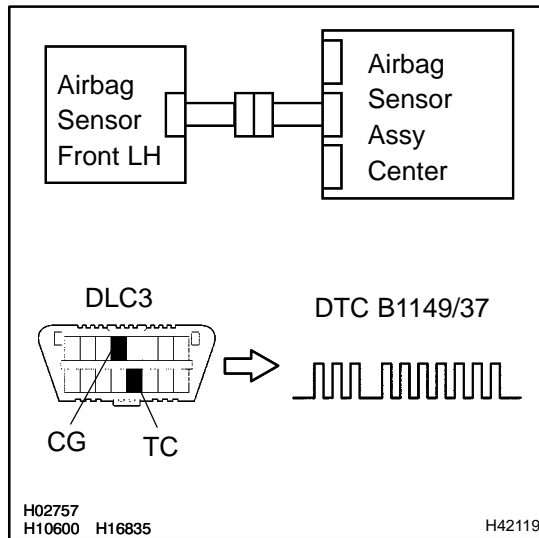 Airbag
Sensor
Front LH
Airbag
Sensor
Assy
Center
DLC3
DTC B1149/37
CG
TC
H02757
H10600 H16835
H42119